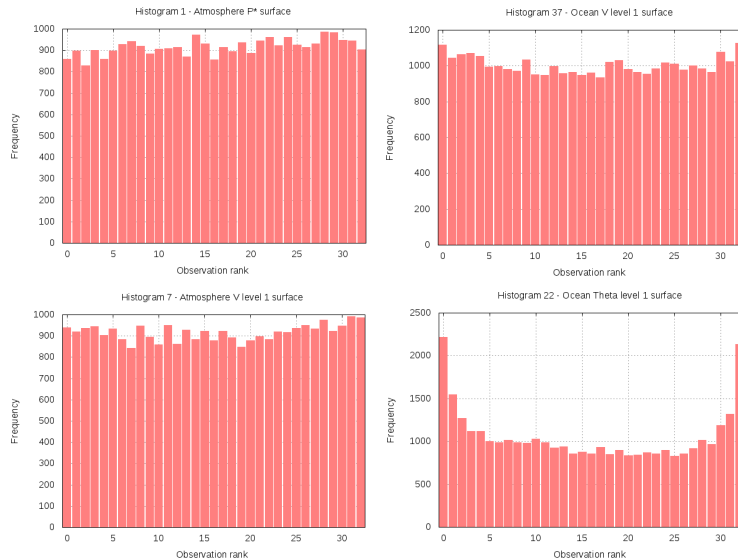 Histogram 1 - Atmosphere P* surface
1000
900
800
700
600
500
400
300
200
100
0
Frequency
0 5 10 15 20 25 30
Observation rank
Histogram 37 - Ocean V level 1 surface
1200
1000
800
600
400
200
0
Frequency
0 5 10 15 20 25 30
Observation rank
Histogram 7 - Atmosphere V level 1 surface
1000
900
800
700
600
500
400
300
200
100
0
Frequency
0 5 10 15 20 25 30
Observation rank
Histogram 22 - Ocean Theta level 1 surface
2500
2000
1500
1000
500
0
Frequency
0 5 10 15 20 25 30
Observation rank